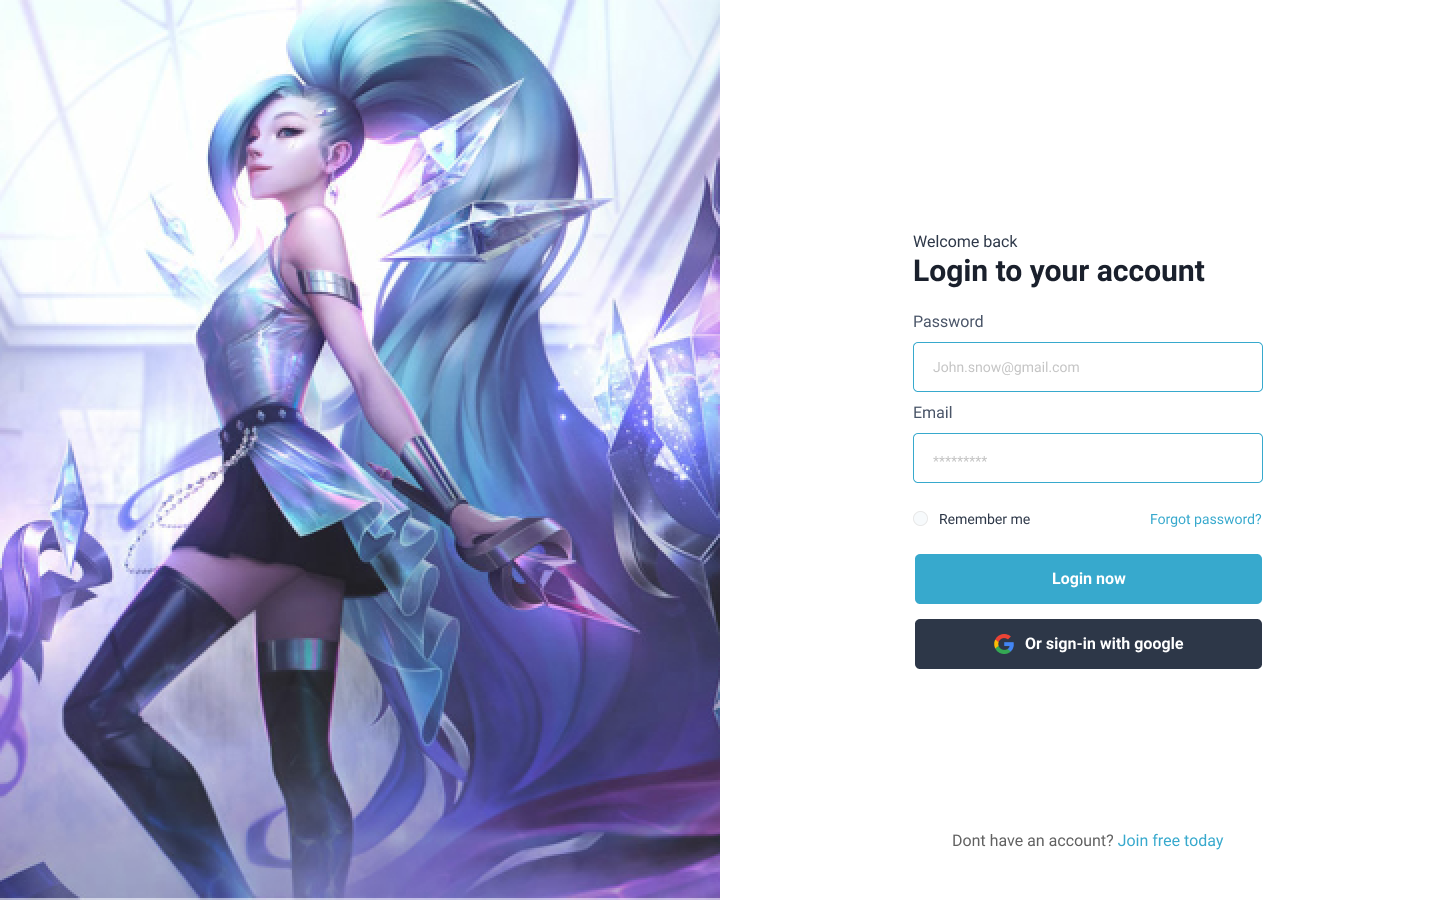 Welcome back
Login to your account
Password
John.snow@gmail.com
Email
*********
Remember me
Forgot password?
Login now
Or sign-in with google
Dont have an account? Join free today